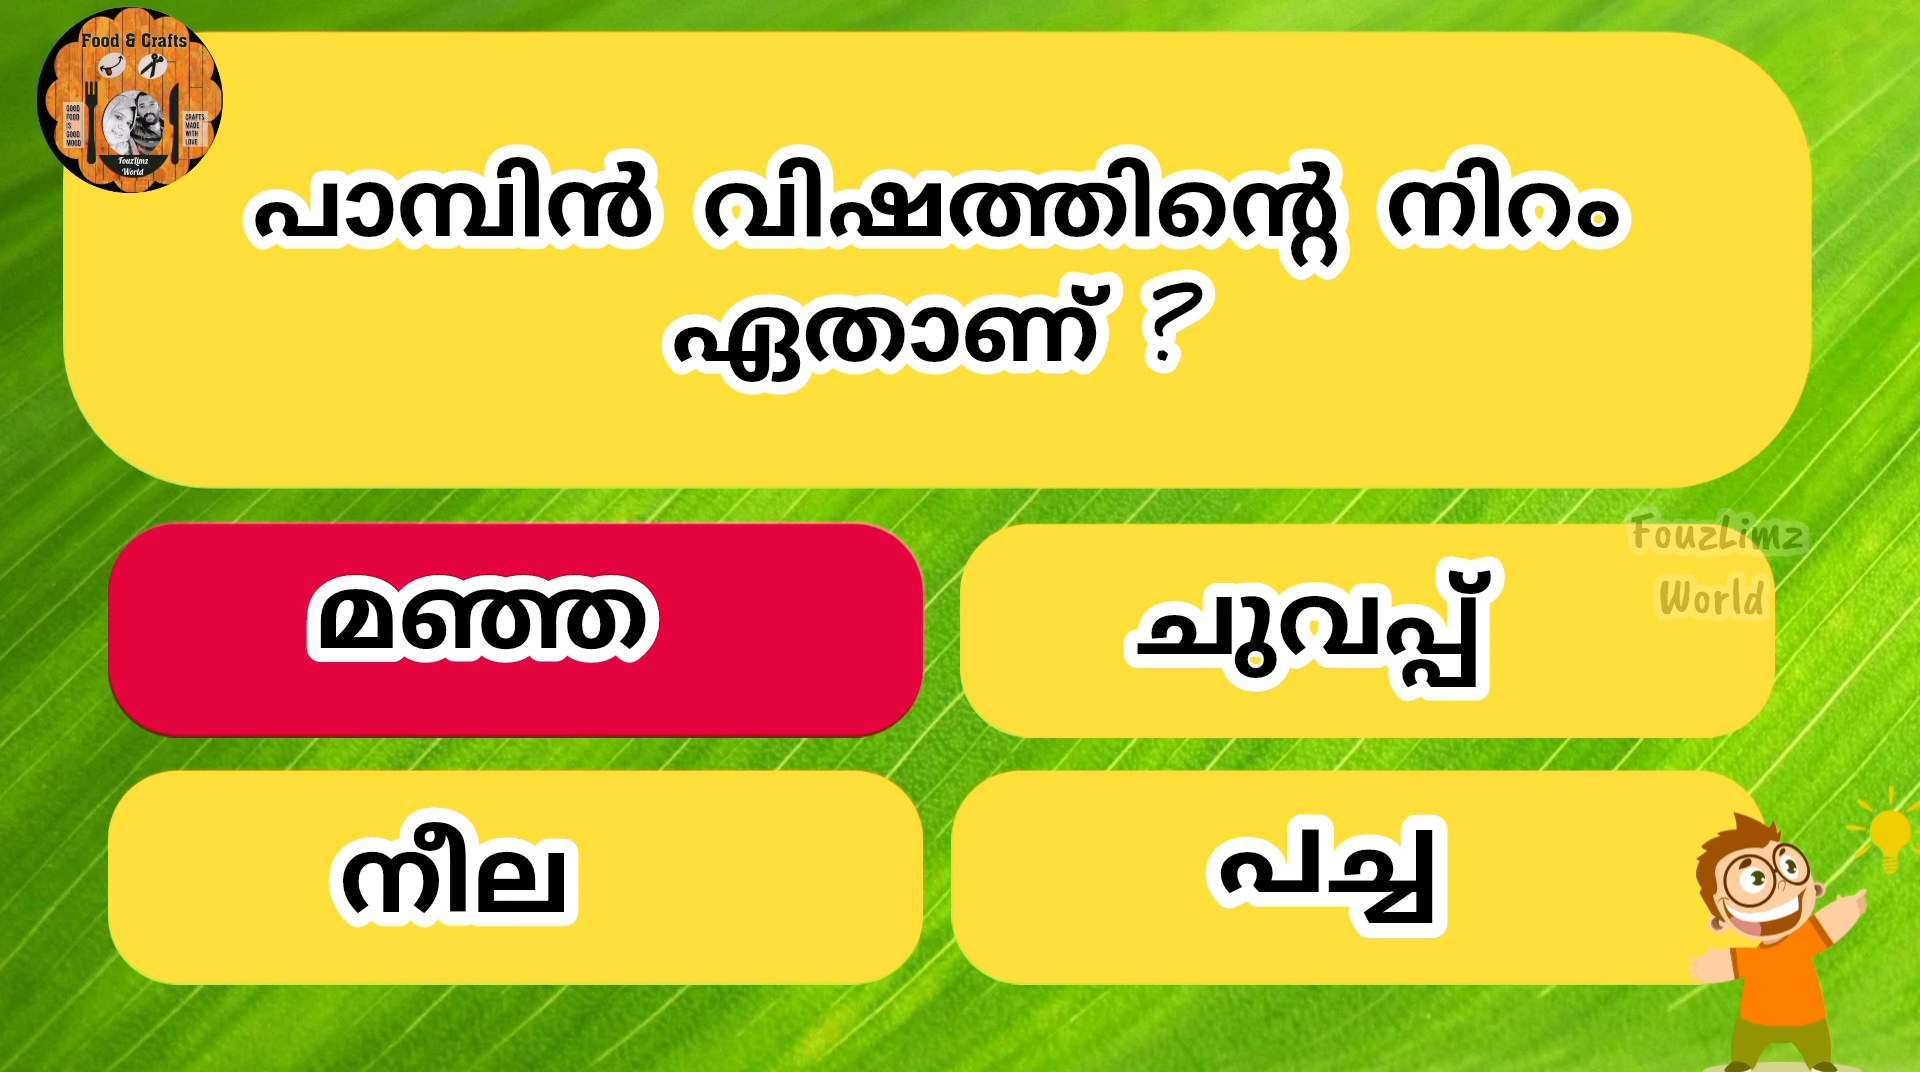 Food & Crafts
GOOD
FOOD
IS
GOOD
MOOD
CRAFTS
MADE
WITH
LOVE
FouzLimz
World
പാമ്പിൻ വിഷത്തിന്റെ നിറം
ഏതാണ് ?
മഞ്ഞ
ചുവപ്പ്
FouzLimz
World
നീല
പച്ച